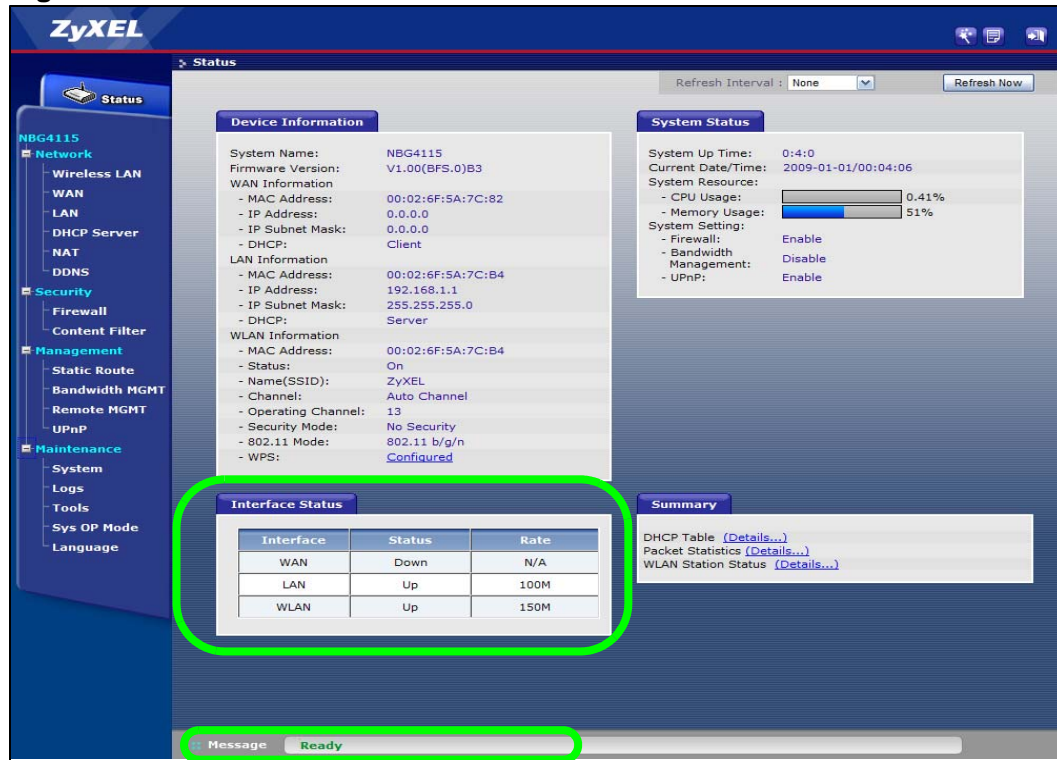 ZyXEL
Status
Refresh Interval : None
Refresh Now
Status
NBG4115
Network
Wireless LAN
WAN
LAN
DHCP Server
NAT
DDNS
Security
Firewall
Content Filter
Management
Static Route
Bandwidth MGMT
Remote MGMT
UPnP
Maintenance
System
Logs
Tools
Sys OP Mode
Language
Device Information
System Name: NBG4115
Firmware Version: V1.00(BFS.0)B3
WAN Information
- MAC Address: 00:02:6F:5A:7C:82
- IP Address: 0.0.0.0
- IP Subnet Mask: 0.0.0.0
- DHCP: Client
LAN Information
- MAC Address: 00:02:6F:5A:7C:B4
- IP Address: 192.168.1.1
- IP Subnet Mask: 255.255.255.0
- DHCP: Server
WLAN Information
- MAC Address: 00:02:6F:5A:7C:B4
- Status: On
- Name(SSID): ZyXEL
- Channel: Auto Channel
- Operating Channel: 13
- Security Mode: No Security
- 802.11 Mode: 802.11 b/g/n
- WPS: Configured
System Status
System Up Time: 0:4:0
Current Date/Time: 2009-01-01/00:04:06
System Resource:
- CPU Usage: 0.41%
- Memory Usage: 51%
System Setting:
- Firewall: Enable
- Bandwidth Management: Disable
- UPnP: Enable
Interface Status
Interface Status Rate
WAN Down N/A
LAN Up 100M
WLAN Up 150M
Summary
DHCP Table (Details...)
Packet Statistics (Details...)
WLAN Station Status (Details...)
Message Ready